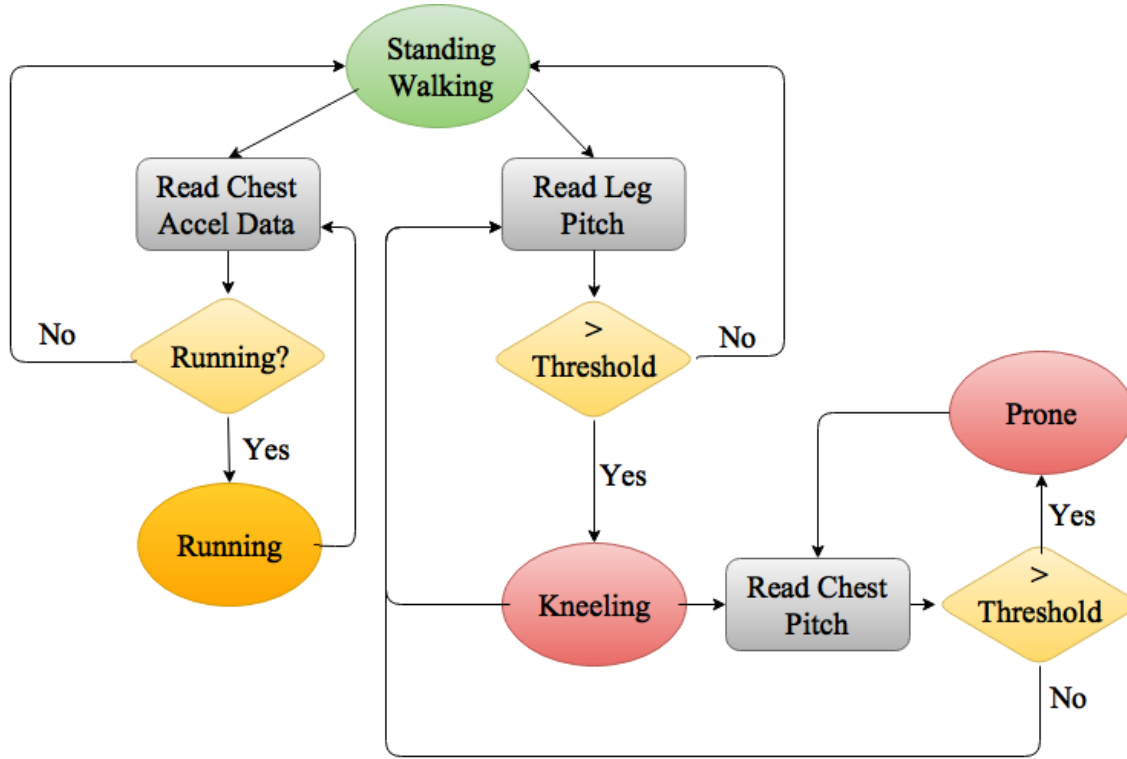 Standing
Walking
Read Chest
Accel Data
Read Leg
Pitch
No
Running?
>
Threshold
No
Yes
Prone
Yes
Running
Yes
Kneeling
Read Chest
Pitch
>
Threshold
No